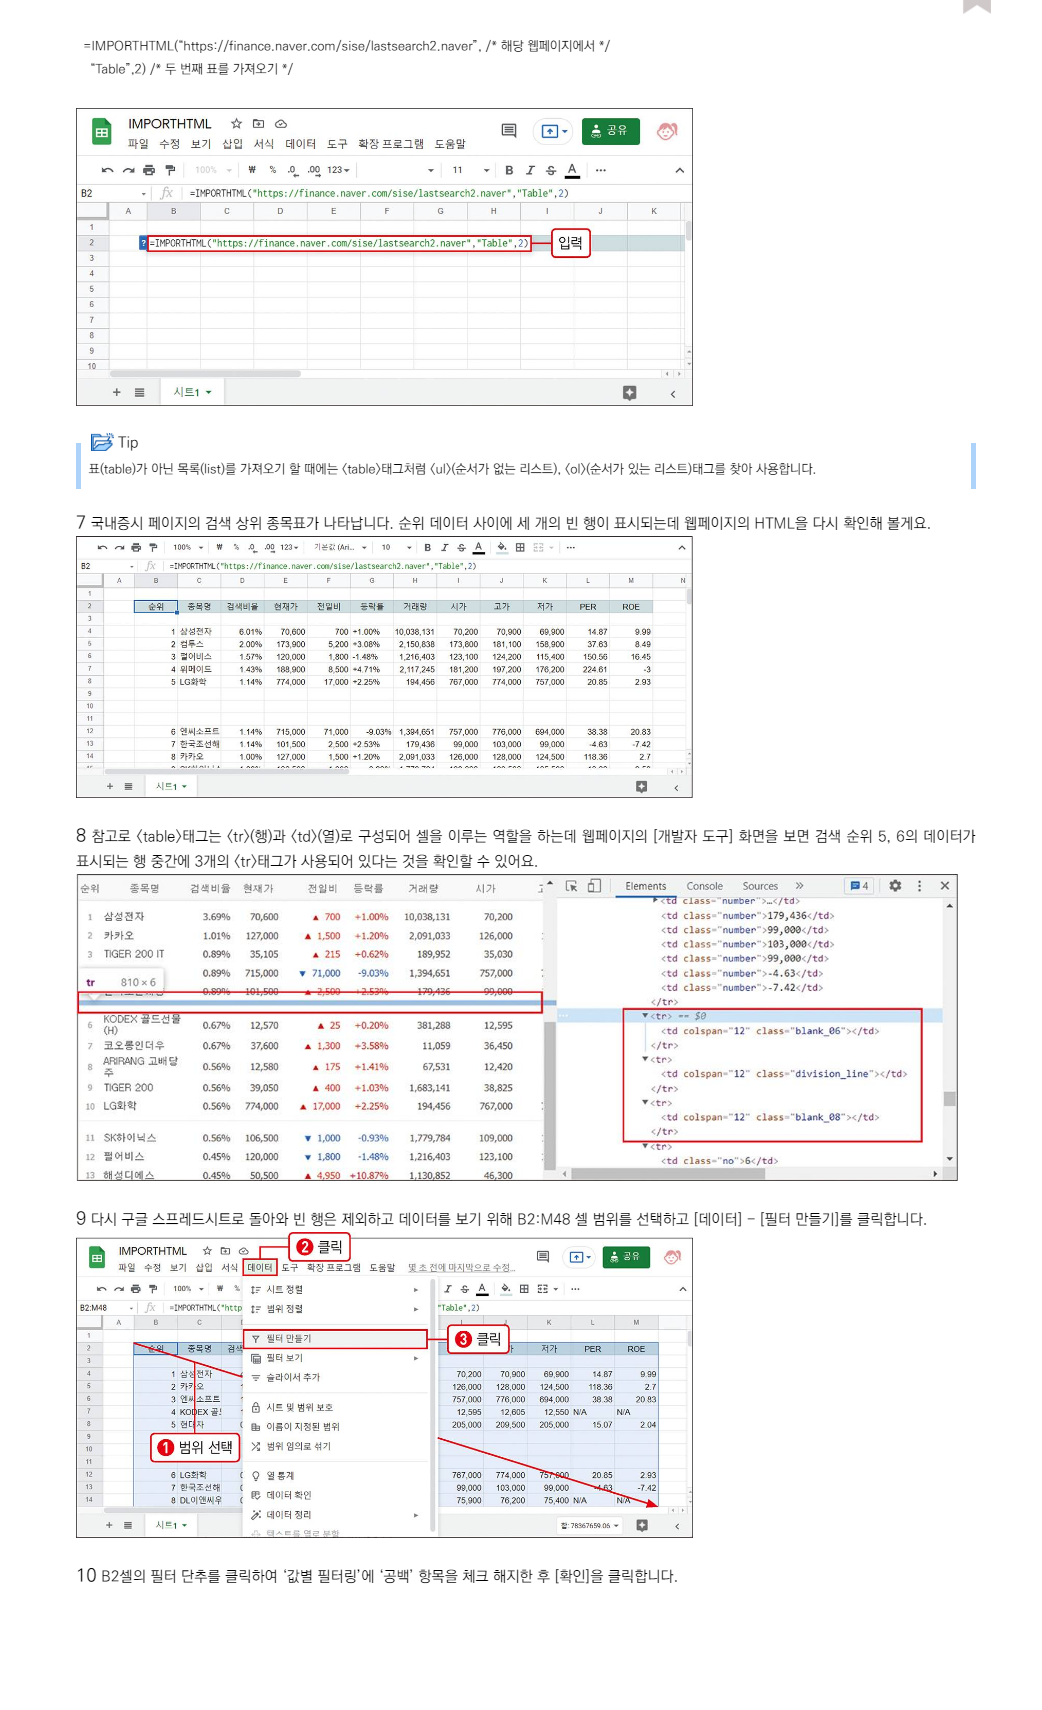 =IMPORTHTML("https://finance.naver.com/sise/lastsearch2.naver", /* 해당 웹페이지에서 */
"Table",2) /* 두 번째 표를 가져오기 */
IMPORTHTML
파일 수정 보기 삽입 서식 데이터 도구 확장 프로그램 도움말
공유
100% ₩ % .0 .00 123 11 B I S A
B2 fx =IMPORTHTML("https://finance.naver.com/sise/lastsearch2.naver","Table",2)
A B C D E F G H I J K
1
2 ? =IMPORTHTML("https://finance.naver.com/sise/lastsearch2.naver","Table",2) 입력
3
4
5
6
7
8
9
10
+ 시트1
Tip
표(table)가 아닌 목록(list)를 가져오기 할 때에는 〈table〉태그처럼 〈ul〉(순서가 없는 리스트), 〈ol〉(순서가 있는 리스트)태그를 찾아 사용합니다.
7 국내증시 페이지의 검색 상위 종목표가 나타납니다. 순위 데이터 사이에 세 개의 빈 행이 표시되는데 웹페이지의 HTML을 다시 확인해 볼게요.
100% ₩ % .0 .00 123 기본값 (Ari... 10 B I S A
B2 fx =IMPORTHTML("https://finance.naver.com/sise/lastsearch2.naver","Table",2)
A B C D E F G H I J K L M N
1
2 순위 종목명 검색비율 현재가 전일비 등락률 거래량 시가 고가 저가 PER ROE
3
4 1 삼성전자 6.01% 70,600 700 +1.00% 10,038,131 70,200 70,900 69,900 14.87 9.99
5 2 컴투스 2.00% 173,900 5,200 +3.08% 2,150,838 173,800 181,100 158,900 37.63 8.49
6 3 펄어비스 1.57% 120,000 1,800 -1.48% 1,216,403 123,100 124,200 115,400 150.56 16.45
7 4 위메이드 1.43% 188,900 8,500 +4.71% 2,117,245 181,200 197,200 176,200 224.61 -3
8 5 LG화학 1.14% 774,000 17,000 +2.25% 194,456 767,000 774,000 757,000 20.85 2.93
9
10
11
12 6 엔씨소프트 1.14% 715,000 71,000 -9.03% 1,394,651 757,000 776,000 694,000 38.38 20.83
13 7 한국조선해 1.14% 101,500 2,500 +2.53% 179,436 99,000 103,000 99,000 -4.63 -7.42
14 8 카카오 1.00% 127,000 1,500 +1.20% 2,091,033 126,000 128,000 124,500 118.36 2.7
+ 시트1
8 참고로 〈table〉태그는 〈tr〉(행)과 〈td〉(열)로 구성되어 셀을 이루는 역할을 하는데 웹페이지의 [개발자 도구] 화면을 보면 검색 순위 5, 6의 데이터가
표시되는 행 중간에 3개의 〈tr〉태그가 사용되어 있다는 것을 확인할 수 있어요.
순위 종목명 검색비율 현재가 전일비 등락률 거래량 시가
1 삼성전자 3.69% 70,600 ▲ 700 +1.00% 10,038,131 70,200
2 카카오 1.01% 127,000 ▲ 1,500 +1.20% 2,091,033 126,000
3 TIGER 200 IT 0.89% 35,105 ▲ 215 +0.62% 189,952 35,030
0.89% 715,000 ▼ 71,000 -9.03% 1,394,651 757,000
tr 810 × 6
0.89% 101,500 ▲ 2,500 +2.53% 179,436 99,000
6 KODEX 골드선물(H) 0.67% 12,570 ▲ 25 +0.20% 381,288 12,595
7 코오롱인더우 0.67% 37,600 ▲ 1,300 +3.58% 11,059 36,450
8 ARIRANG 고배당주 0.56% 12,580 ▲ 175 +1.41% 67,531 12,420
9 TIGER 200 0.56% 39,050 ▲ 400 +1.03% 1,683,141 38,825
10 LG화학 0.56% 774,000 ▲ 17,000 +2.25% 194,456 767,000
11 SK하이닉스 0.56% 106,500 ▼ 1,000 -0.93% 1,779,784 109,000
12 펄어비스 0.45% 120,000 ▼ 1,800 -1.48% 1,216,403 123,100
13 해성디에스 0.45% 50,500 ▲ 4,950 +10.87% 1,130,852 46,300
Elements Console Sources » 4
▶<td class="number">…</td>
<td class="number">179,436</td>
<td class="number">99,000</td>
<td class="number">103,000</td>
<td class="number">99,000</td>
<td class="number">-4.63</td>
<td class="number">-7.42</td>
</tr>
▼<tr> == $0
<td colspan="12" class="blank_06"></td>
</tr>
▼<tr>
<td colspan="12" class="division_line"></td>
</tr>
▼<tr>
<td colspan="12" class="blank_08"></td>
</tr>
▼<tr>
<td class="no">6</td>
9 다시 구글 스프레드시트로 돌아와 빈 행은 제외하고 데이터를 보기 위해 B2:M48 셀 범위를 선택하고 [데이터] - [필터 만들기]를 클릭합니다.
IMPORTHTML
❷ 클릭
파일 수정 보기 삽입 서식 데이터 도구 확장 프로그램 도움말 몇 초 전에 마지막으로 수정...
공유
100% ₩ % I S A
B2:M48 fx =IMPORTHTML("http Table",2)
A B C K L M
1
2 순위 종목명 검색 저가 PER ROE
3
4 1 삼성전자 70,200 70,900 69,900 14.87 9.99
5 2 카카오 126,000 128,000 124,500 118.36 2.7
6 3 엔씨소프트 757,000 776,000 694,000 38.38 20.83
7 4 KODEX 골 12,595 12,605 12,550 N/A N/A
8 5 현대차 205,000 209,500 205,000 15.07 2.04
9
10
11
12 6 LG화학 767,000 774,000 757,000 20.85 2.93
13 7 한국조선해 99,000 103,000 99,000 -4.63 -7.42
14 8 DL이앤씨우 75,900 76,200 75,400 N/A N/A
❶ 범위 선택
시트 정렬
범위 정렬
필터 만들기
❸ 클릭
필터 보기
슬라이서 추가
시트 및 범위 보호
이름이 지정된 범위
범위 임의로 섞기
열 통계
데이터 확인
데이터 정리
텍스트를 열로 분할
+ 시트1
합: 78367659.06
10 B2셀의 필터 단추를 클릭하여 '값별 필터링'에 '공백' 항목을 체크 해지한 후 [확인]을 클릭합니다.